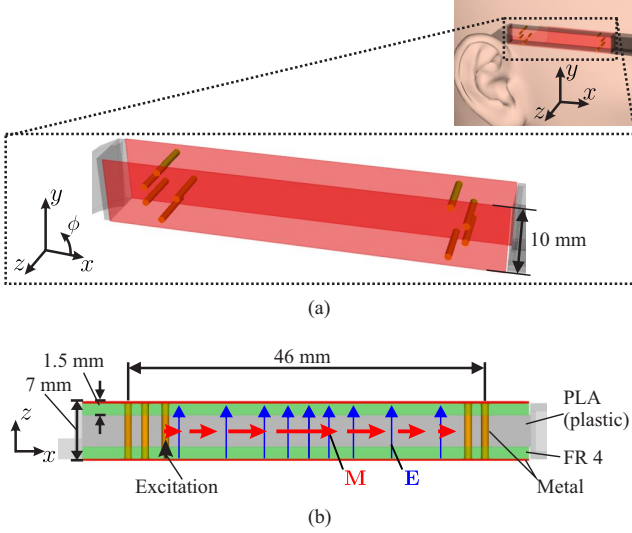 y
x
z
y
ϕ
x
z
10 mm
(a)
46 mm
1.5 mm
7 mm
PLA
(plastic)
z
x
FR 4
Excitation
M
E
Metal
(b)